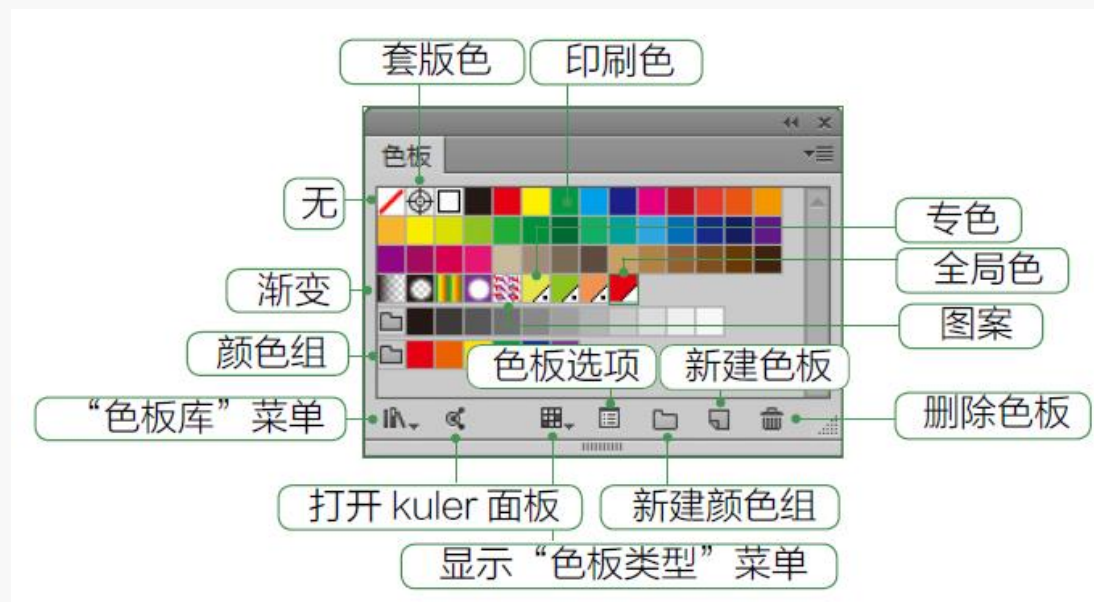 套版色
印刷色
色板
无
专色
全局色
渐变
图案
颜色组
色板选项
新建色板
“色板库”菜单
删除色板
打开 kuler 面板
新建颜色组
显示“色板类型”菜单